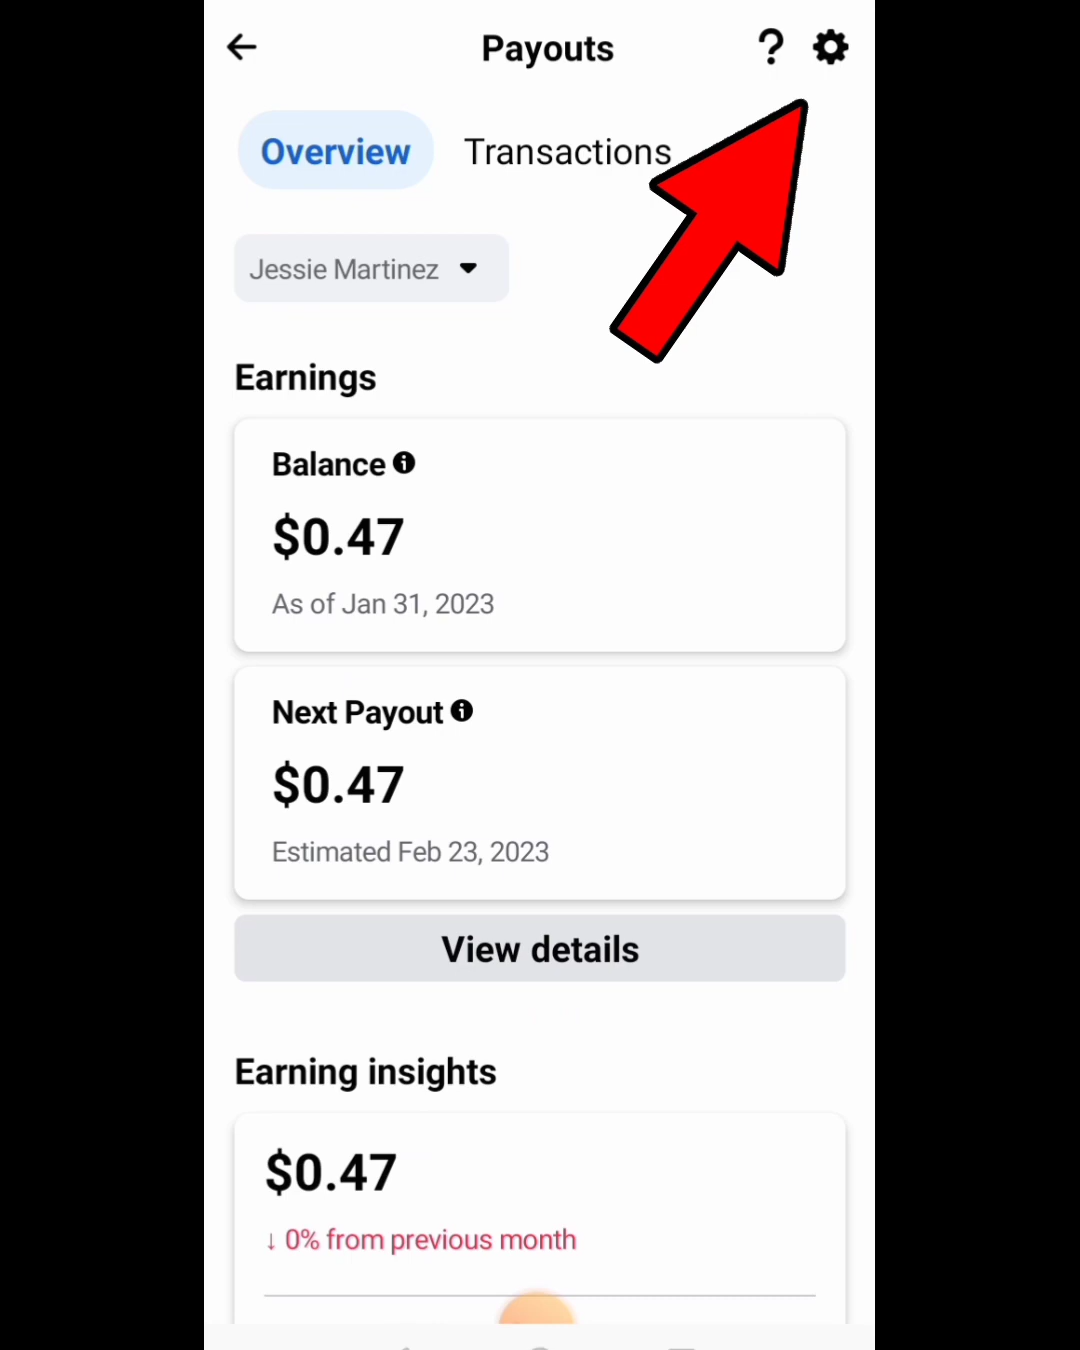 Payouts
Overview Transactions
Jessie Martinez
Earnings
Balance
$0.47
As of Jan 31, 2023
Next Payout
$0.47
Estimated Feb 23, 2023
View details
Earning insights
$0.47
↓ 0% from previous month